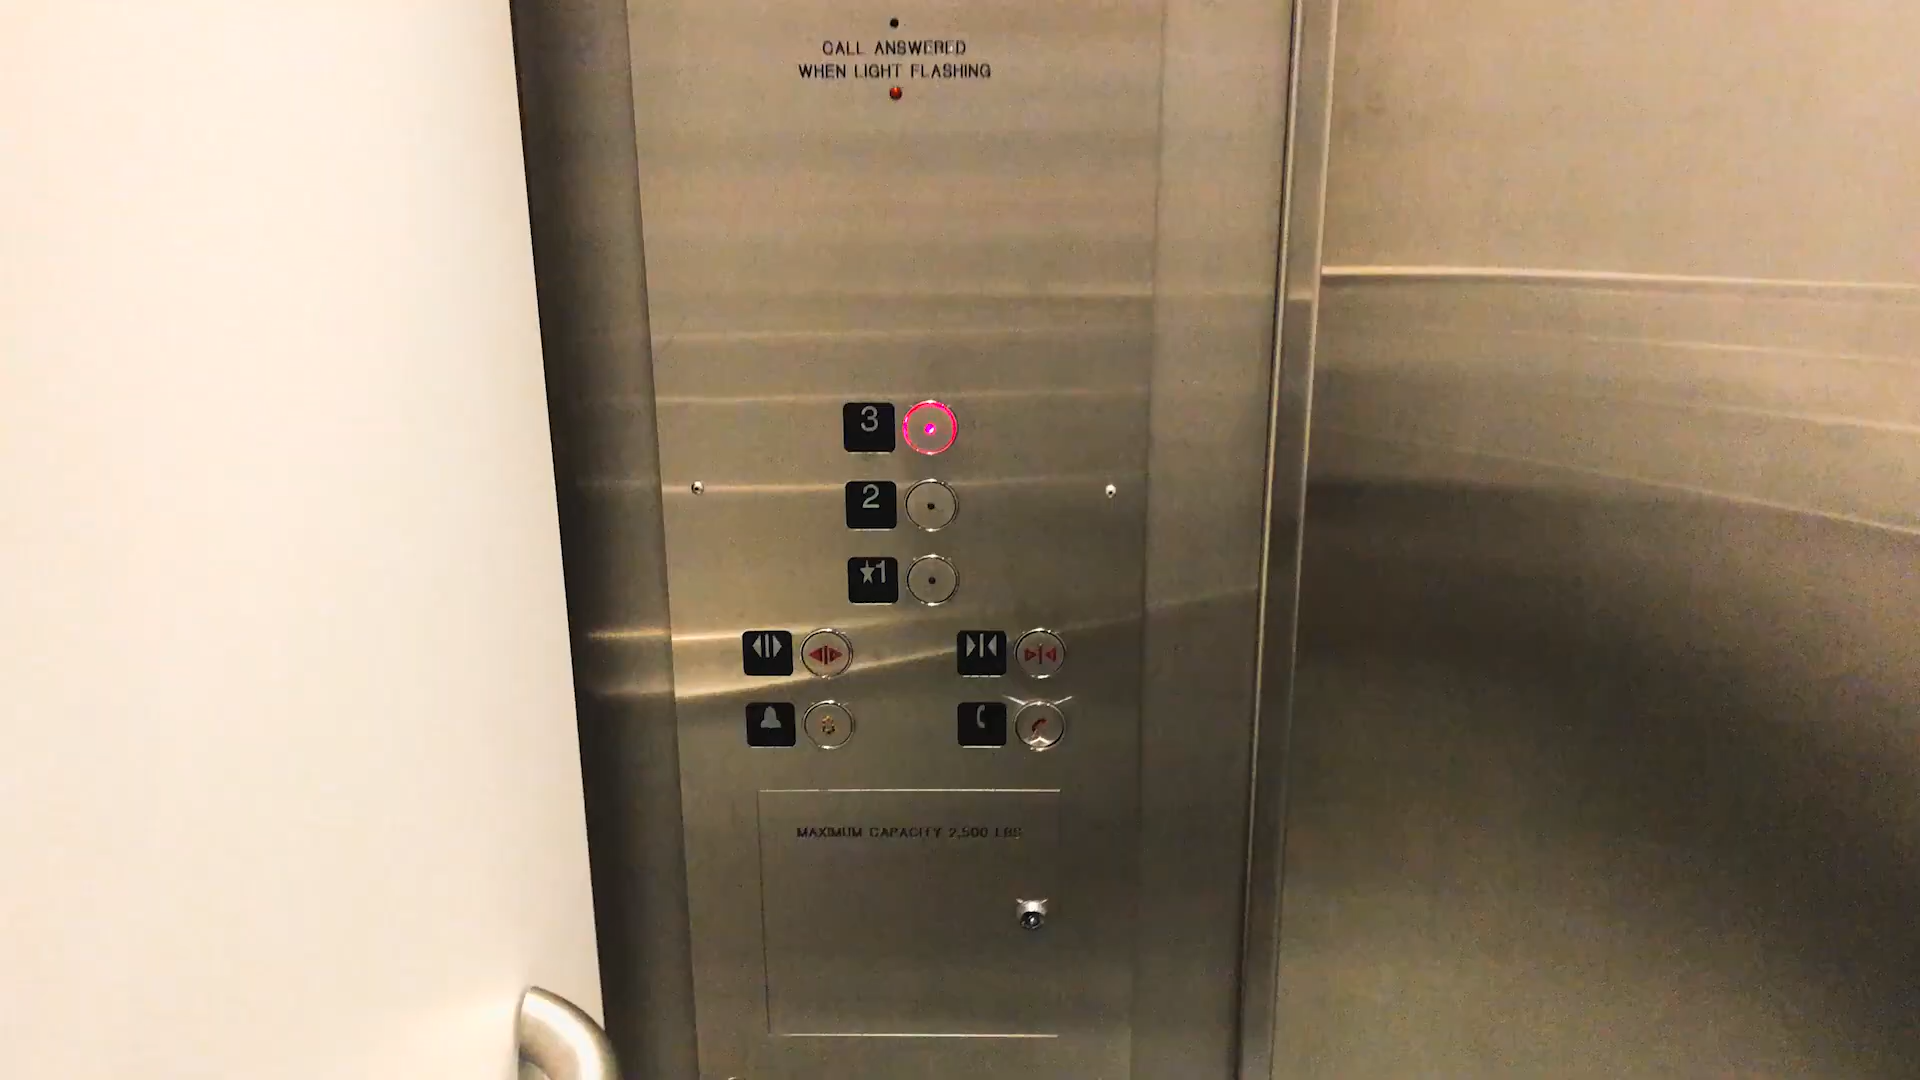 CALL ANSWERED
WHEN LIGHT FLASHING
3
2
★1
MAXIMUM CAPACITY 2,500 LBS